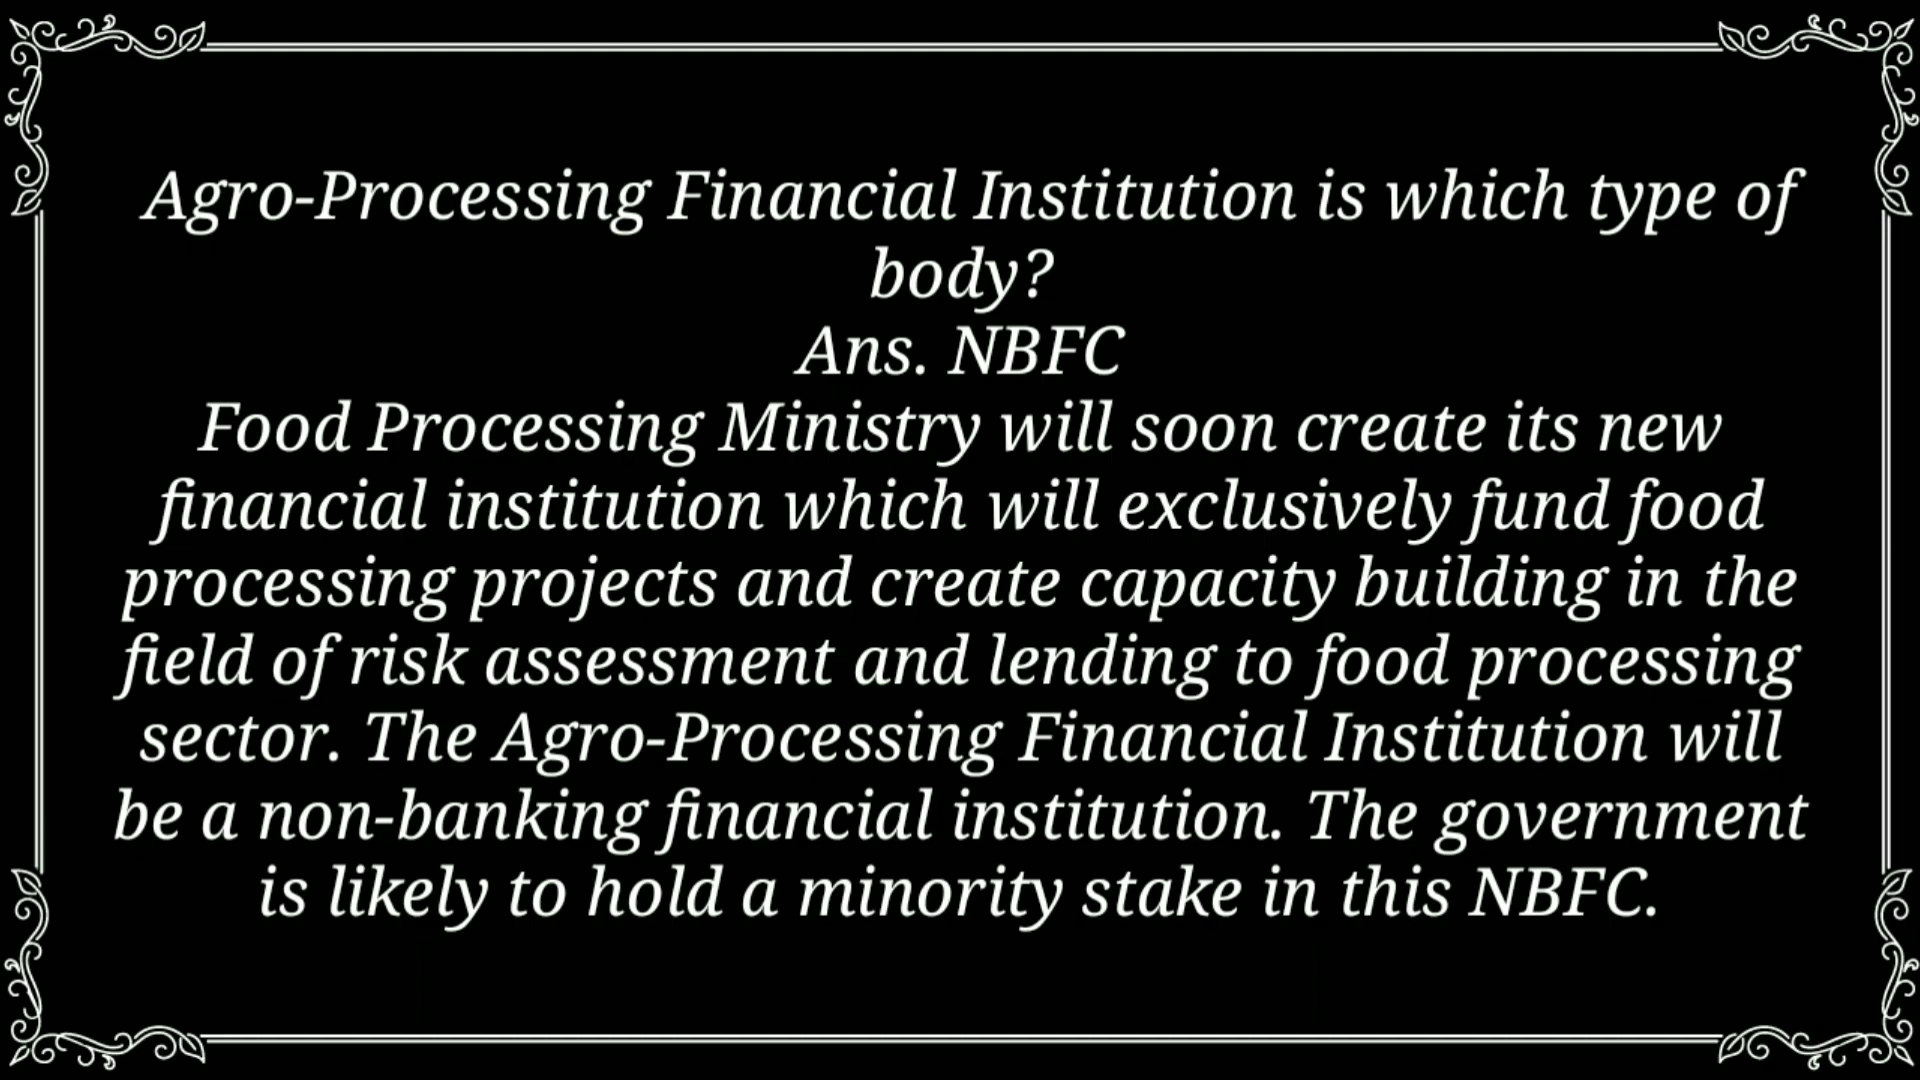 Agro-Processing Financial Institution is which type of
body?
Ans. NBFC
Food Processing Ministry will soon create its new
financial institution which will exclusively fund food
processing projects and create capacity building in the
field of risk assessment and lending to food processing
sector. The Agro-Processing Financial Institution will
be a non-banking financial institution. The government
is likely to hold a minority stake in this NBFC.